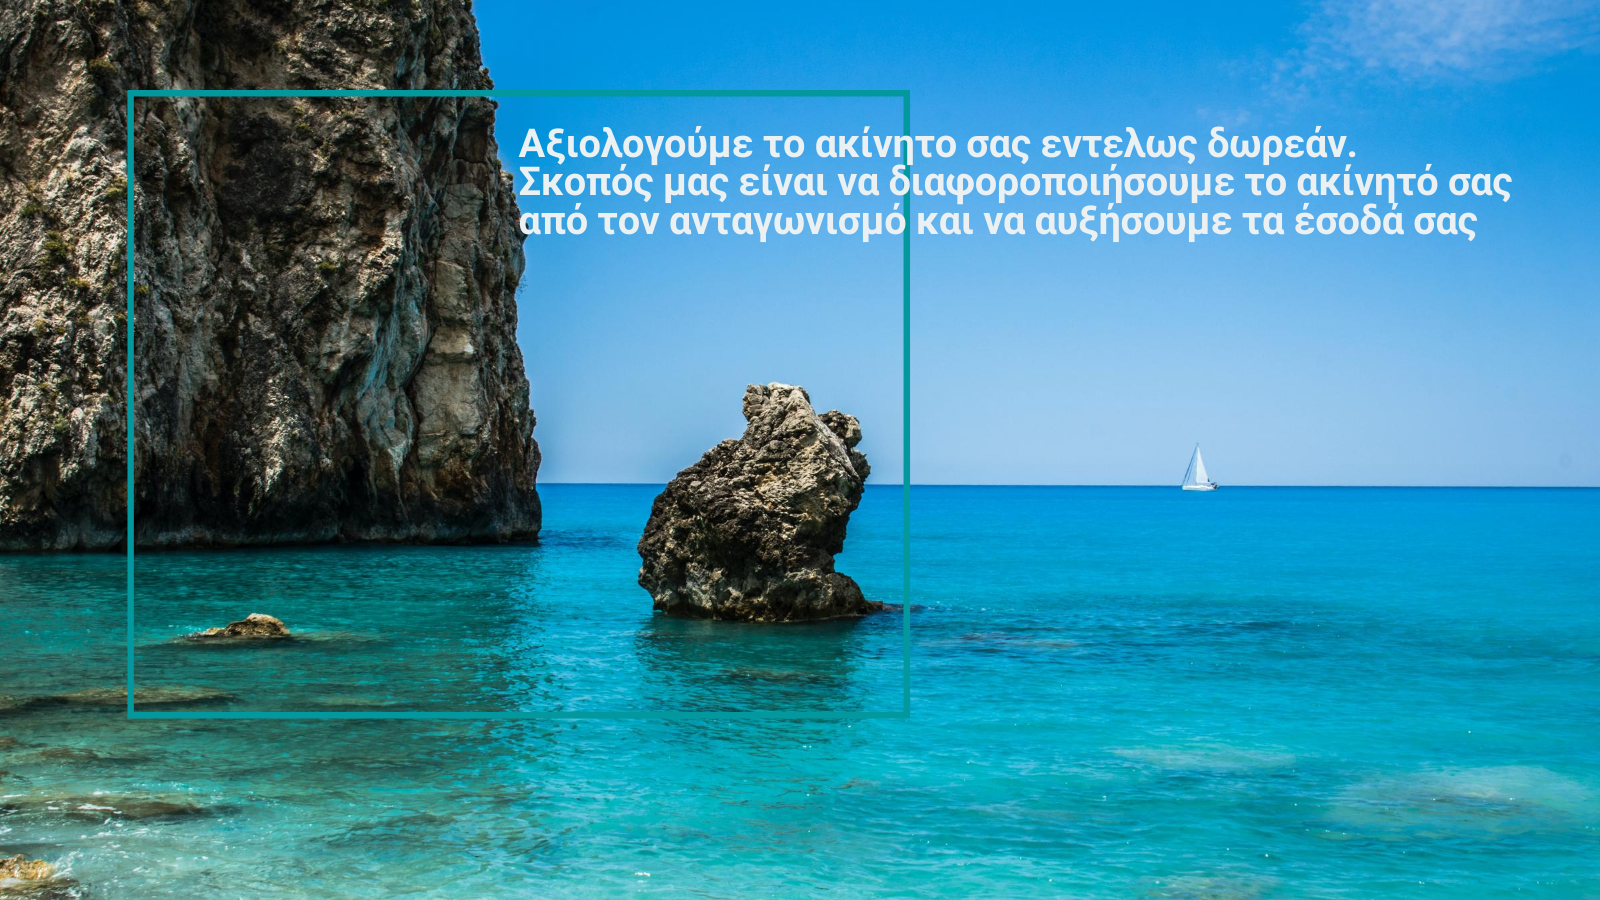 Αξιολογούμε το ακίνητο σας εντελως δωρεάν.
Σκοπός μας είναι να διαφοροποιήσουμε το ακίνητό σας
από τον ανταγωνισμό και να αυξήσουμε τα έσοδά σας